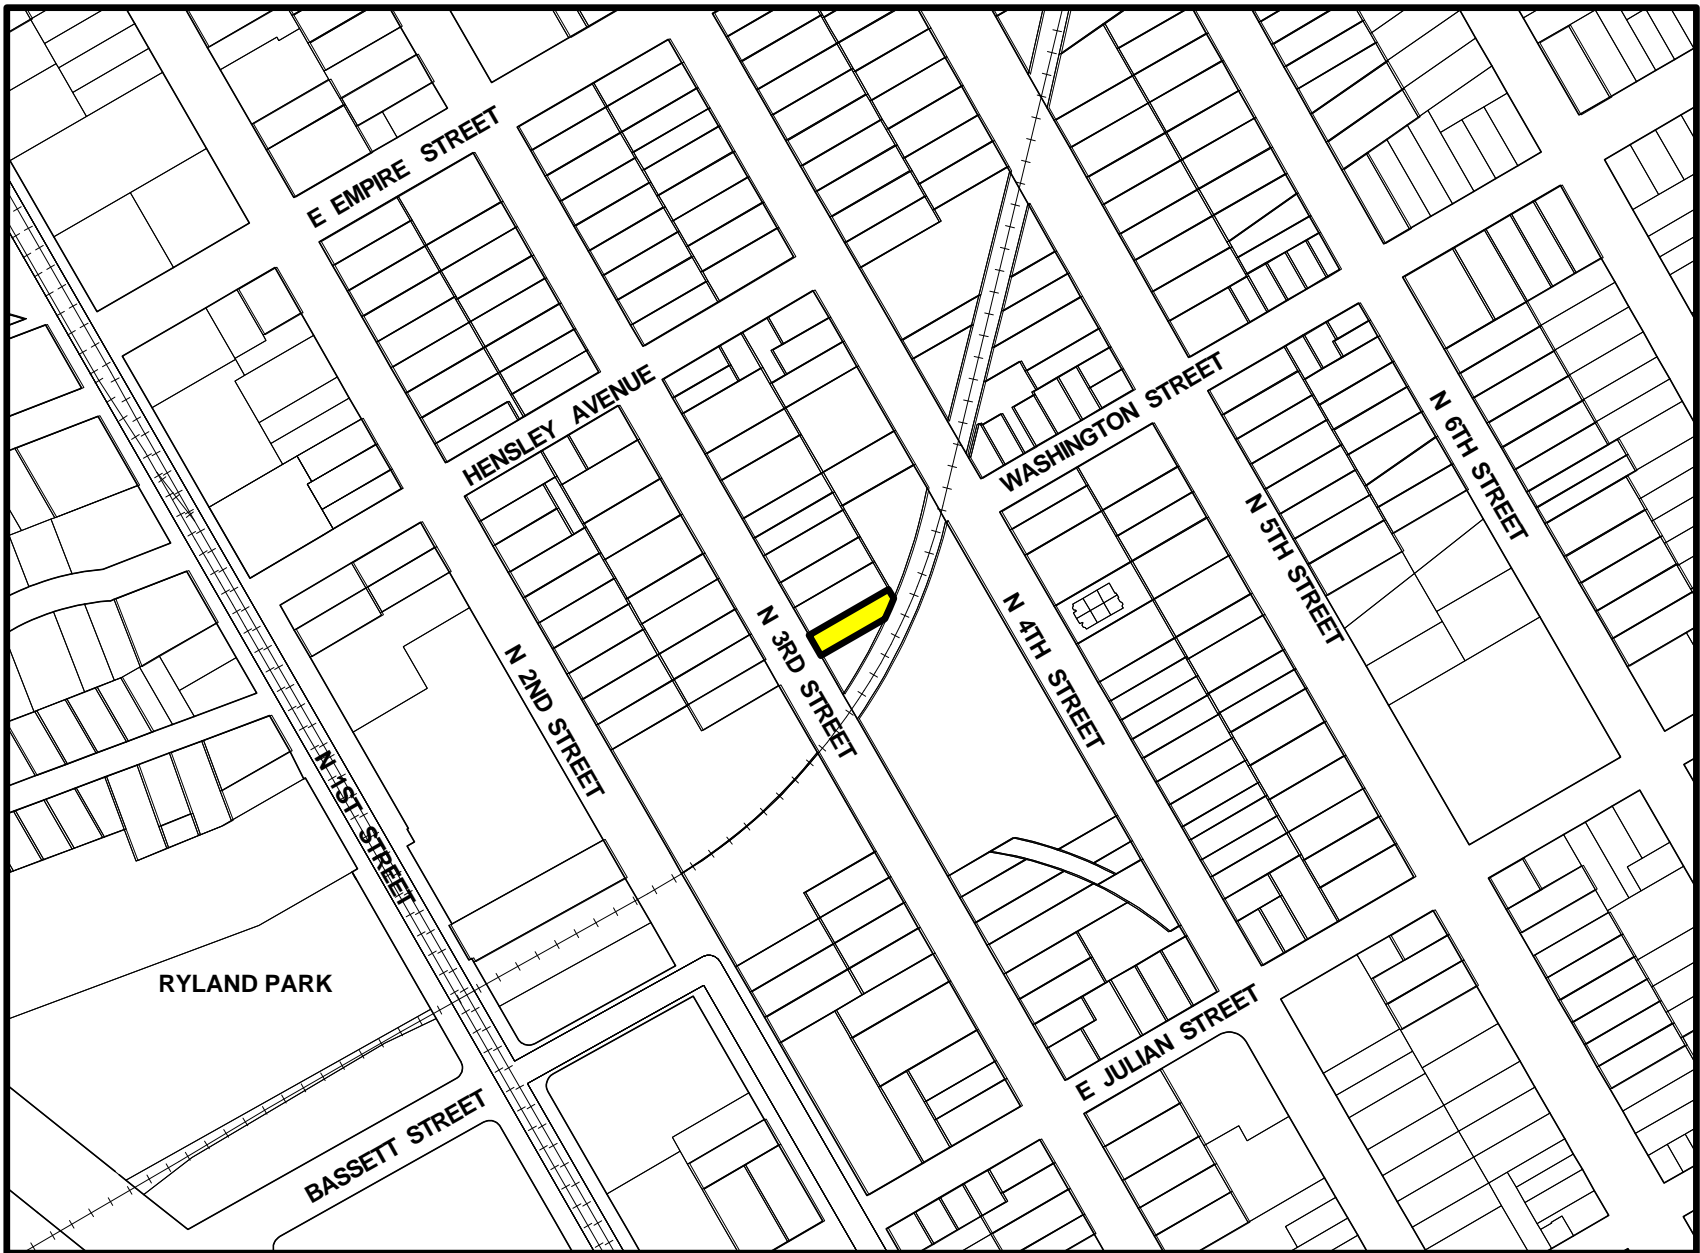 E EMPIRE STREET
HENSLEY AVENUE
WASHINGTON STREET
N 6TH STREET
N 5TH STREET
N 4TH STREET
N 3RD STREET
N 2ND STREET
N 1ST STREET
RYLAND PARK
E JULIAN STREET
BASSETT STREET